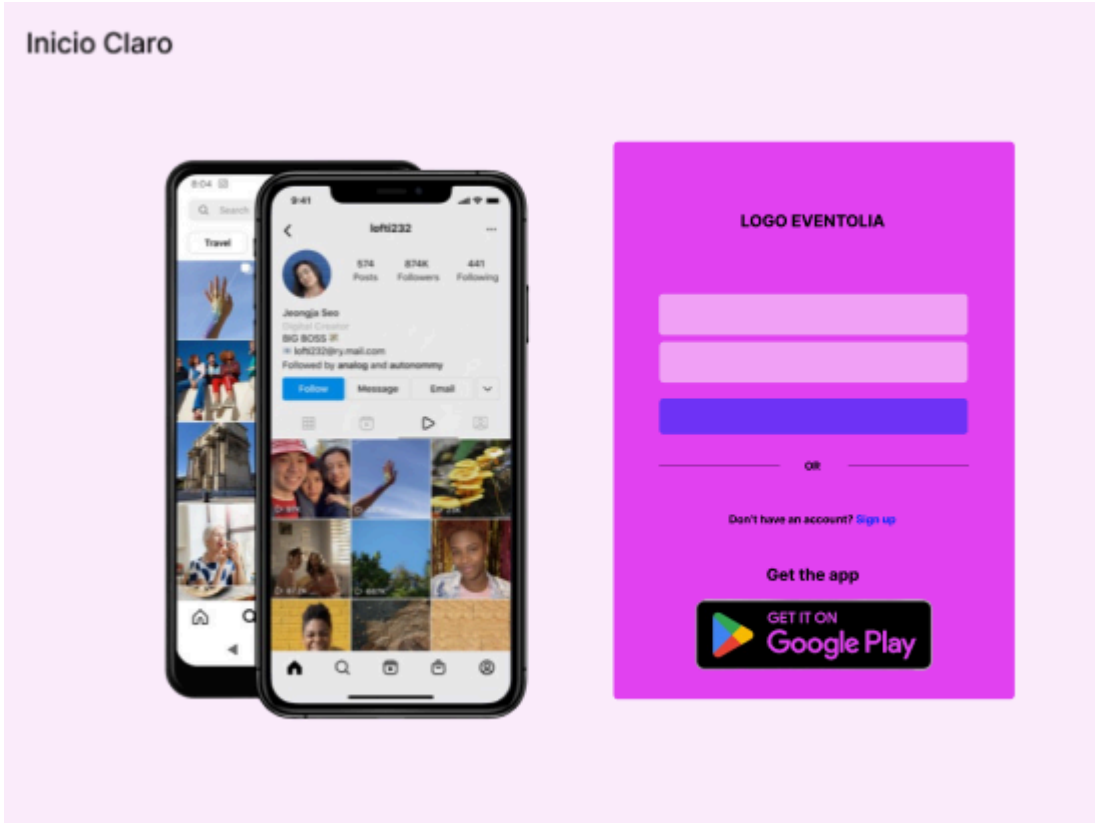 Inicio Claro
8:04
Search
Travel
9:41
lofti232
574
874K
441
Posts
Followers
Following
Jeongja Seo
Digital Creator
BIG BOSS
lofti232@ry.mail.com
Followed by analog and autonommy
Follow
Message
Email
LOGO EVENTOLIA
OR
Don't have an account? Sign up
Get the app
GET IT ON
Google Play